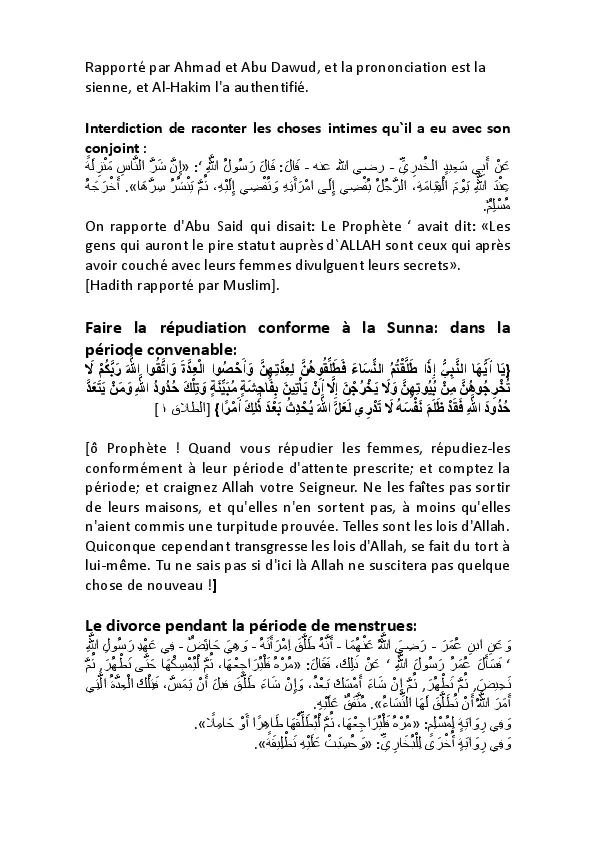 Rapporté par Ahmad et Abu Dawud, et la prononciation est la
sienne, et Al-Hakim l'a authentifié.
Interdiction de raconter les choses intimes qu`il a eu avec son
conjoint :
عَنْ أَبِي سَعِيدٍ الْخُدرِيِّ - رضي الله عنه - قَالَ: قَالَ رَسُولُ اللَّهِ ‘: «إِنَّ شَرَّ النَّاسِ مَنْزِلَةً
عِنْدَ اللَّهِ يَوْمَ الْقِيَامَةِ، الرَّجُلُ يُفْضِي إِلَى امْرَأَتِهِ وَتُفْضِي إِلَيْهِ، ثُمَّ يَنْشُرُ سِرَّهَا». أَخْرَجَهُ
مُسْلِمٌ.
On rapporte d'Abu Said qui disait: Le Prophète ‘ avait dit: «Les
gens qui auront le pire statut auprès d`ALLAH sont ceux qui après
avoir couché avec leurs femmes divulguent leurs secrets».
[Hadith rapporté par Muslim].
Faire la répudiation conforme à la Sunna: dans la
période convenable:
{يَا أَيُّهَا النَّبِيُّ إِذَا طَلَّقْتُمُ النِّسَاءَ فَطَلِّقُوهُنَّ لِعِدَّتِهِنَّ وَأَحْصُوا الْعِدَّةَ وَاتَّقُوا اللَّهَ رَبَّكُمْ لَا
تُخْرِجُوهُنَّ مِنْ بُيُوتِهِنَّ وَلَا يَخْرُجْنَ إِلَّا أَنْ يَأْتِينَ بِفَاحِشَةٍ مُبَيِّنَةٍ وَتِلْكَ حُدُودُ اللَّهِ وَمَنْ يَتَعَدَّ
حُدُودَ اللَّهِ فَقَدْ ظَلَمَ نَفْسَهُ لَا تَدْرِي لَعَلَّ اللَّهَ يُحْدِثُ بَعْدَ ذَلِكَ أَمْرًا} [الطلاق ١]
[ô Prophète ! Quand vous répudier les femmes, répudiez-les
conformément à leur période d'attente prescrite; et comptez la
période; et craignez Allah votre Seigneur. Ne les faîtes pas sortir
de leurs maisons, et qu'elles n'en sortent pas, à moins qu'elles
n'aient commis une turpitude prouvée. Telles sont les lois d'Allah.
Quiconque cependant transgresse les lois d'Allah, se fait du tort à
lui-même. Tu ne sais pas si d'ici là Allah ne suscitera pas quelque
chose de nouveau !]
Le divorce pendant la période de menstrues:
وَعَنِ ابنِ عُمَرَ - رَضِيَ اللَّهُ عَنْهُمَا - أَنَّهُ طَلَّقَ اِمْرَأَتَهُ - وَهِيَ حَائِضٌ - فِي عَهْدِ رَسُولِ اللَّهِ
‘ فَسَأَلَ عُمَرُ رَسُولَ اللَّهِ ‘ عَنْ ذَلِكَ، فَقَالَ: «مُرْهُ فَلْيُرَاجِعْهَا، ثُمَّ لْيُمْسِكْهَا حَتَّى تَطْهُرَ, ثُمَّ
تَحِيضَ, ثُمَّ تَطْهُرَ, ثُمَّ إِنْ شَاءَ أَمْسَكَ بَعْدُ، وَإِنْ شَاءَ طَلَّقَ قبلَ أَنْ يَمَسَّ، فَتِلْكَ الْعِدَّةُ الَّتِي
أَمَرَ اللَّهُ أَنْ تُطَلَّقَ لَهَا النِّسَاءُ». مُتَّفَقٌ عَلَيْهِ.
وَفِي رِوَايَةٍ لِمُسْلِمٍ: «مُرْهُ فَلْيُرَاجِعْهَا، ثُمَّ لْيُطَلِّقْهَا طَاهِرًا أَوْ حَامِلًا».
وَفِي رِوَايَةٍ أُخْرَى لِلْبُخَارِيِّ: «وَحُسِبَتْ عَلَيْهِ تَطْلِيقَةً».